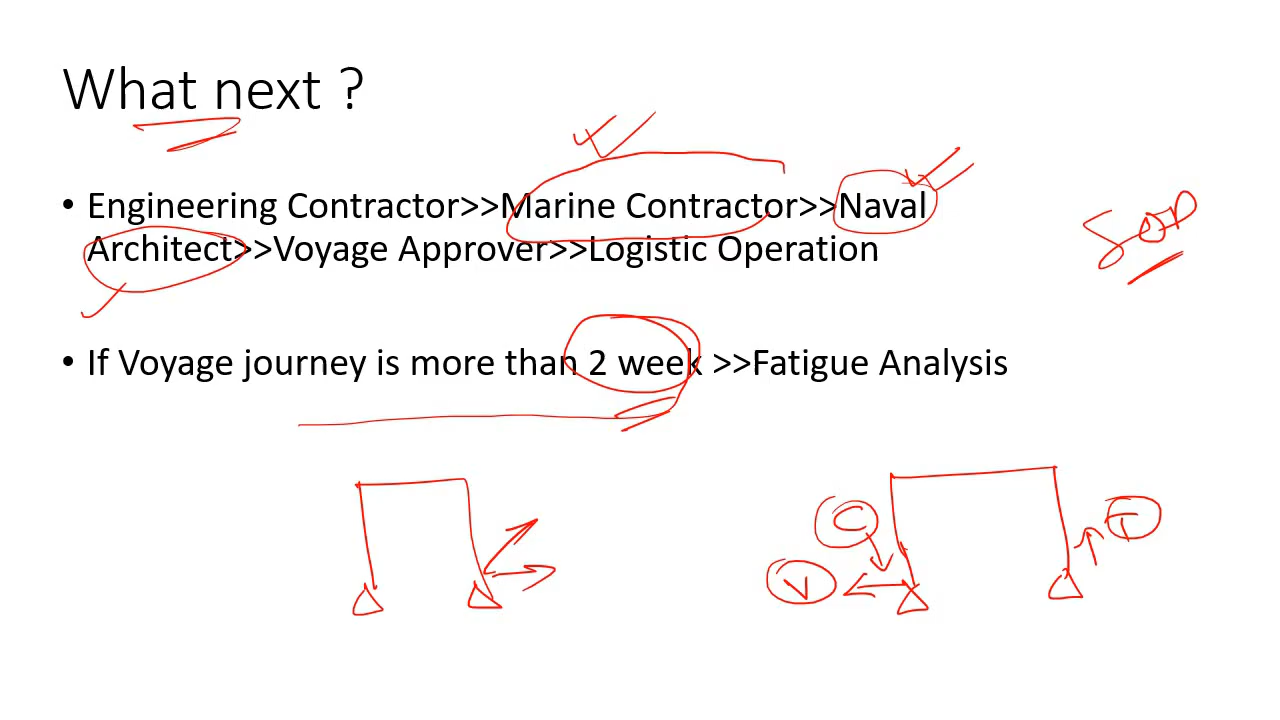 What next ?
• Engineering Contractor>>Marine Contractor>>Naval
Architect>>Voyage Approver>>Logistic Operation
SOP
• If Voyage journey is more than 2 week >>Fatigue Analysis
C
T
V